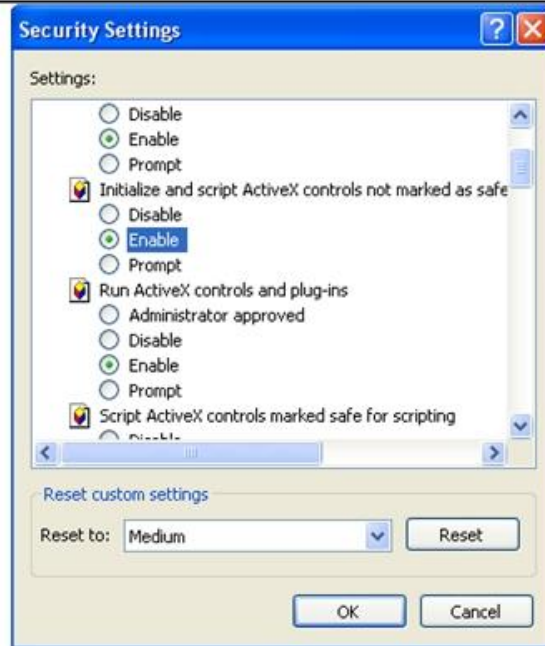 Security Settings
Settings:
Disable
Enable
Prompt
Initialize and script ActiveX controls not marked as safe
Disable
Enable
Prompt
Run ActiveX controls and plug-ins
Administrator approved
Disable
Enable
Prompt
Script ActiveX controls marked safe for scripting
Disable
Reset custom settings
Reset to: Medium Reset
OK Cancel